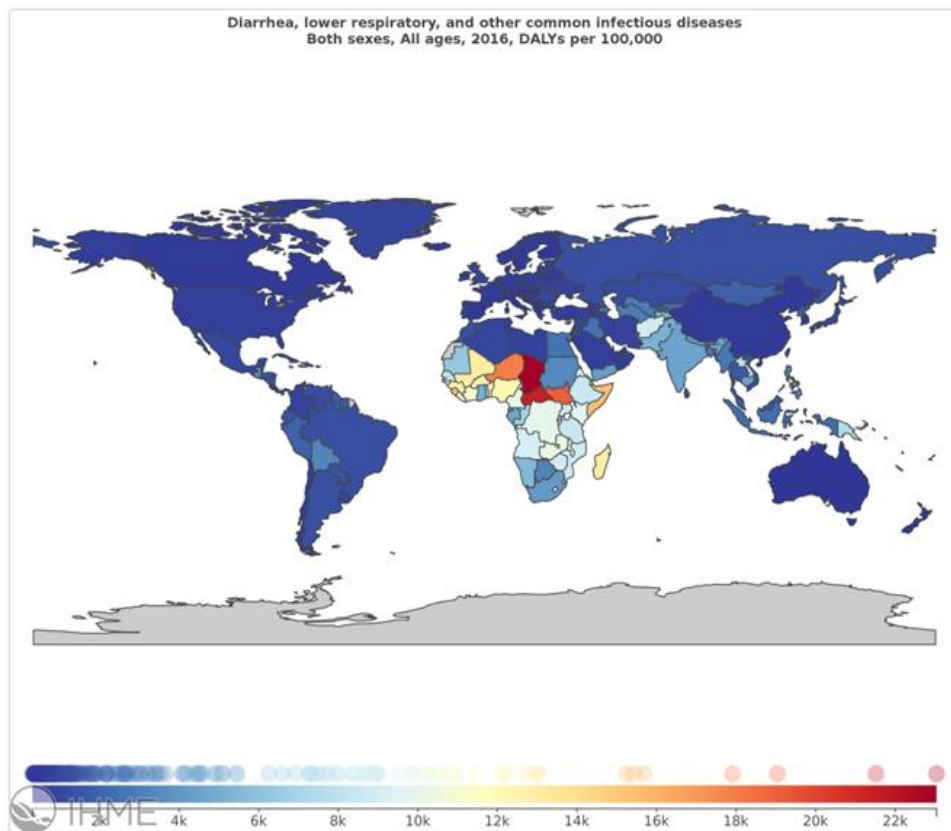 Diarrhea, lower respiratory, and other common infectious diseases
Both sexes, All ages, 2016, DALYs per 100,000
IHME
2k 4k 6k 8k 10k 12k 14k 16k 18k 20k 22k